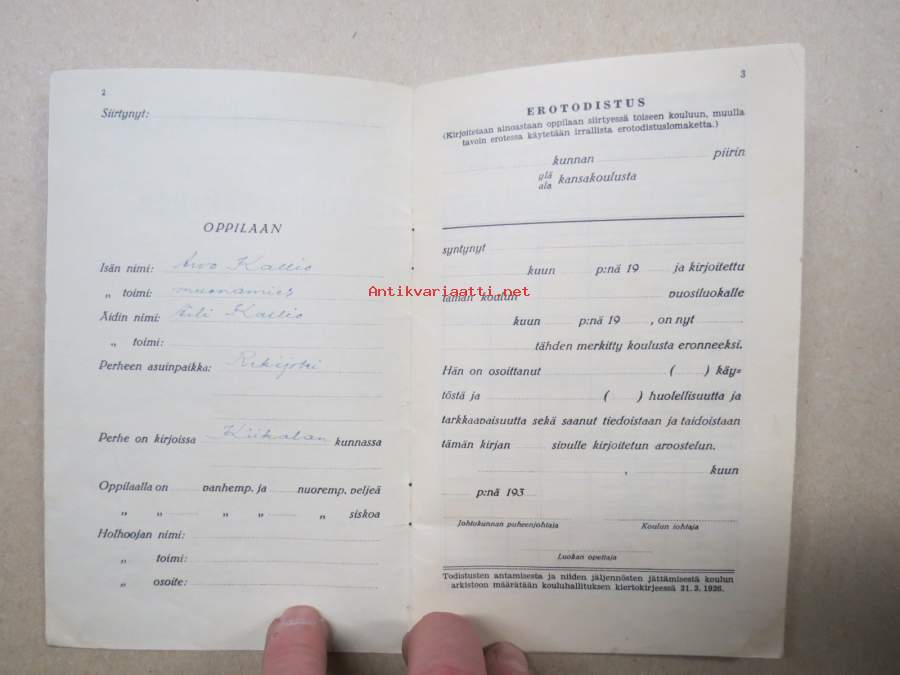 2
Siirtynyt:
OPPILAAN
Isän nimi: Arvo Kallio
„ toimi: muonamies
Äidin nimi: Aili Kallio
„ toimi:
Perheen asuinpaikka: Rekijoki
Perhe on kirjoissa Kiikalan kunnassa
Oppilaalla on vanhemp. ja nuoremp. veljeä
„ „ „ „ „ siskoa
Holhoojan nimi:
„ toimi:
„ osoite:
3
EROTODISTUS
(Kirjoitetaan ainoastaan oppilaan siirtyessä toiseen kouluun, muulla
tavoin erotessa käytetään irrallista erotodistuslomaketta.)
kunnan piirin
ylä
ala kansakoulusta
syntynyt
kuun p:nä 19 ja kirjoitettu
tämän koulun vuosiluokalle
kuun p:nä 19 , on nyt
tähden merkitty koulusta eronneeksi.
Hän on osoittanut ( ) käy=
töstä ja ( ) huolellisuutta ja
tarkkaavaisuutta sekä saanut tiedoistaan ja taidoistaan
tämän kirjan sivulle kirjoitetun arvostelun.
, kuun
p:nä 193
Johtokunnan puheenjohtaja Koulun johtaja
Luokan opettaja
Todistusten antamisesta ja niiden jäljennösten jättämisestä koulun
arkistoon määrätään kouluhallituksen kiertokirjeessä 31.3.1926.
Antikvariaatti.net